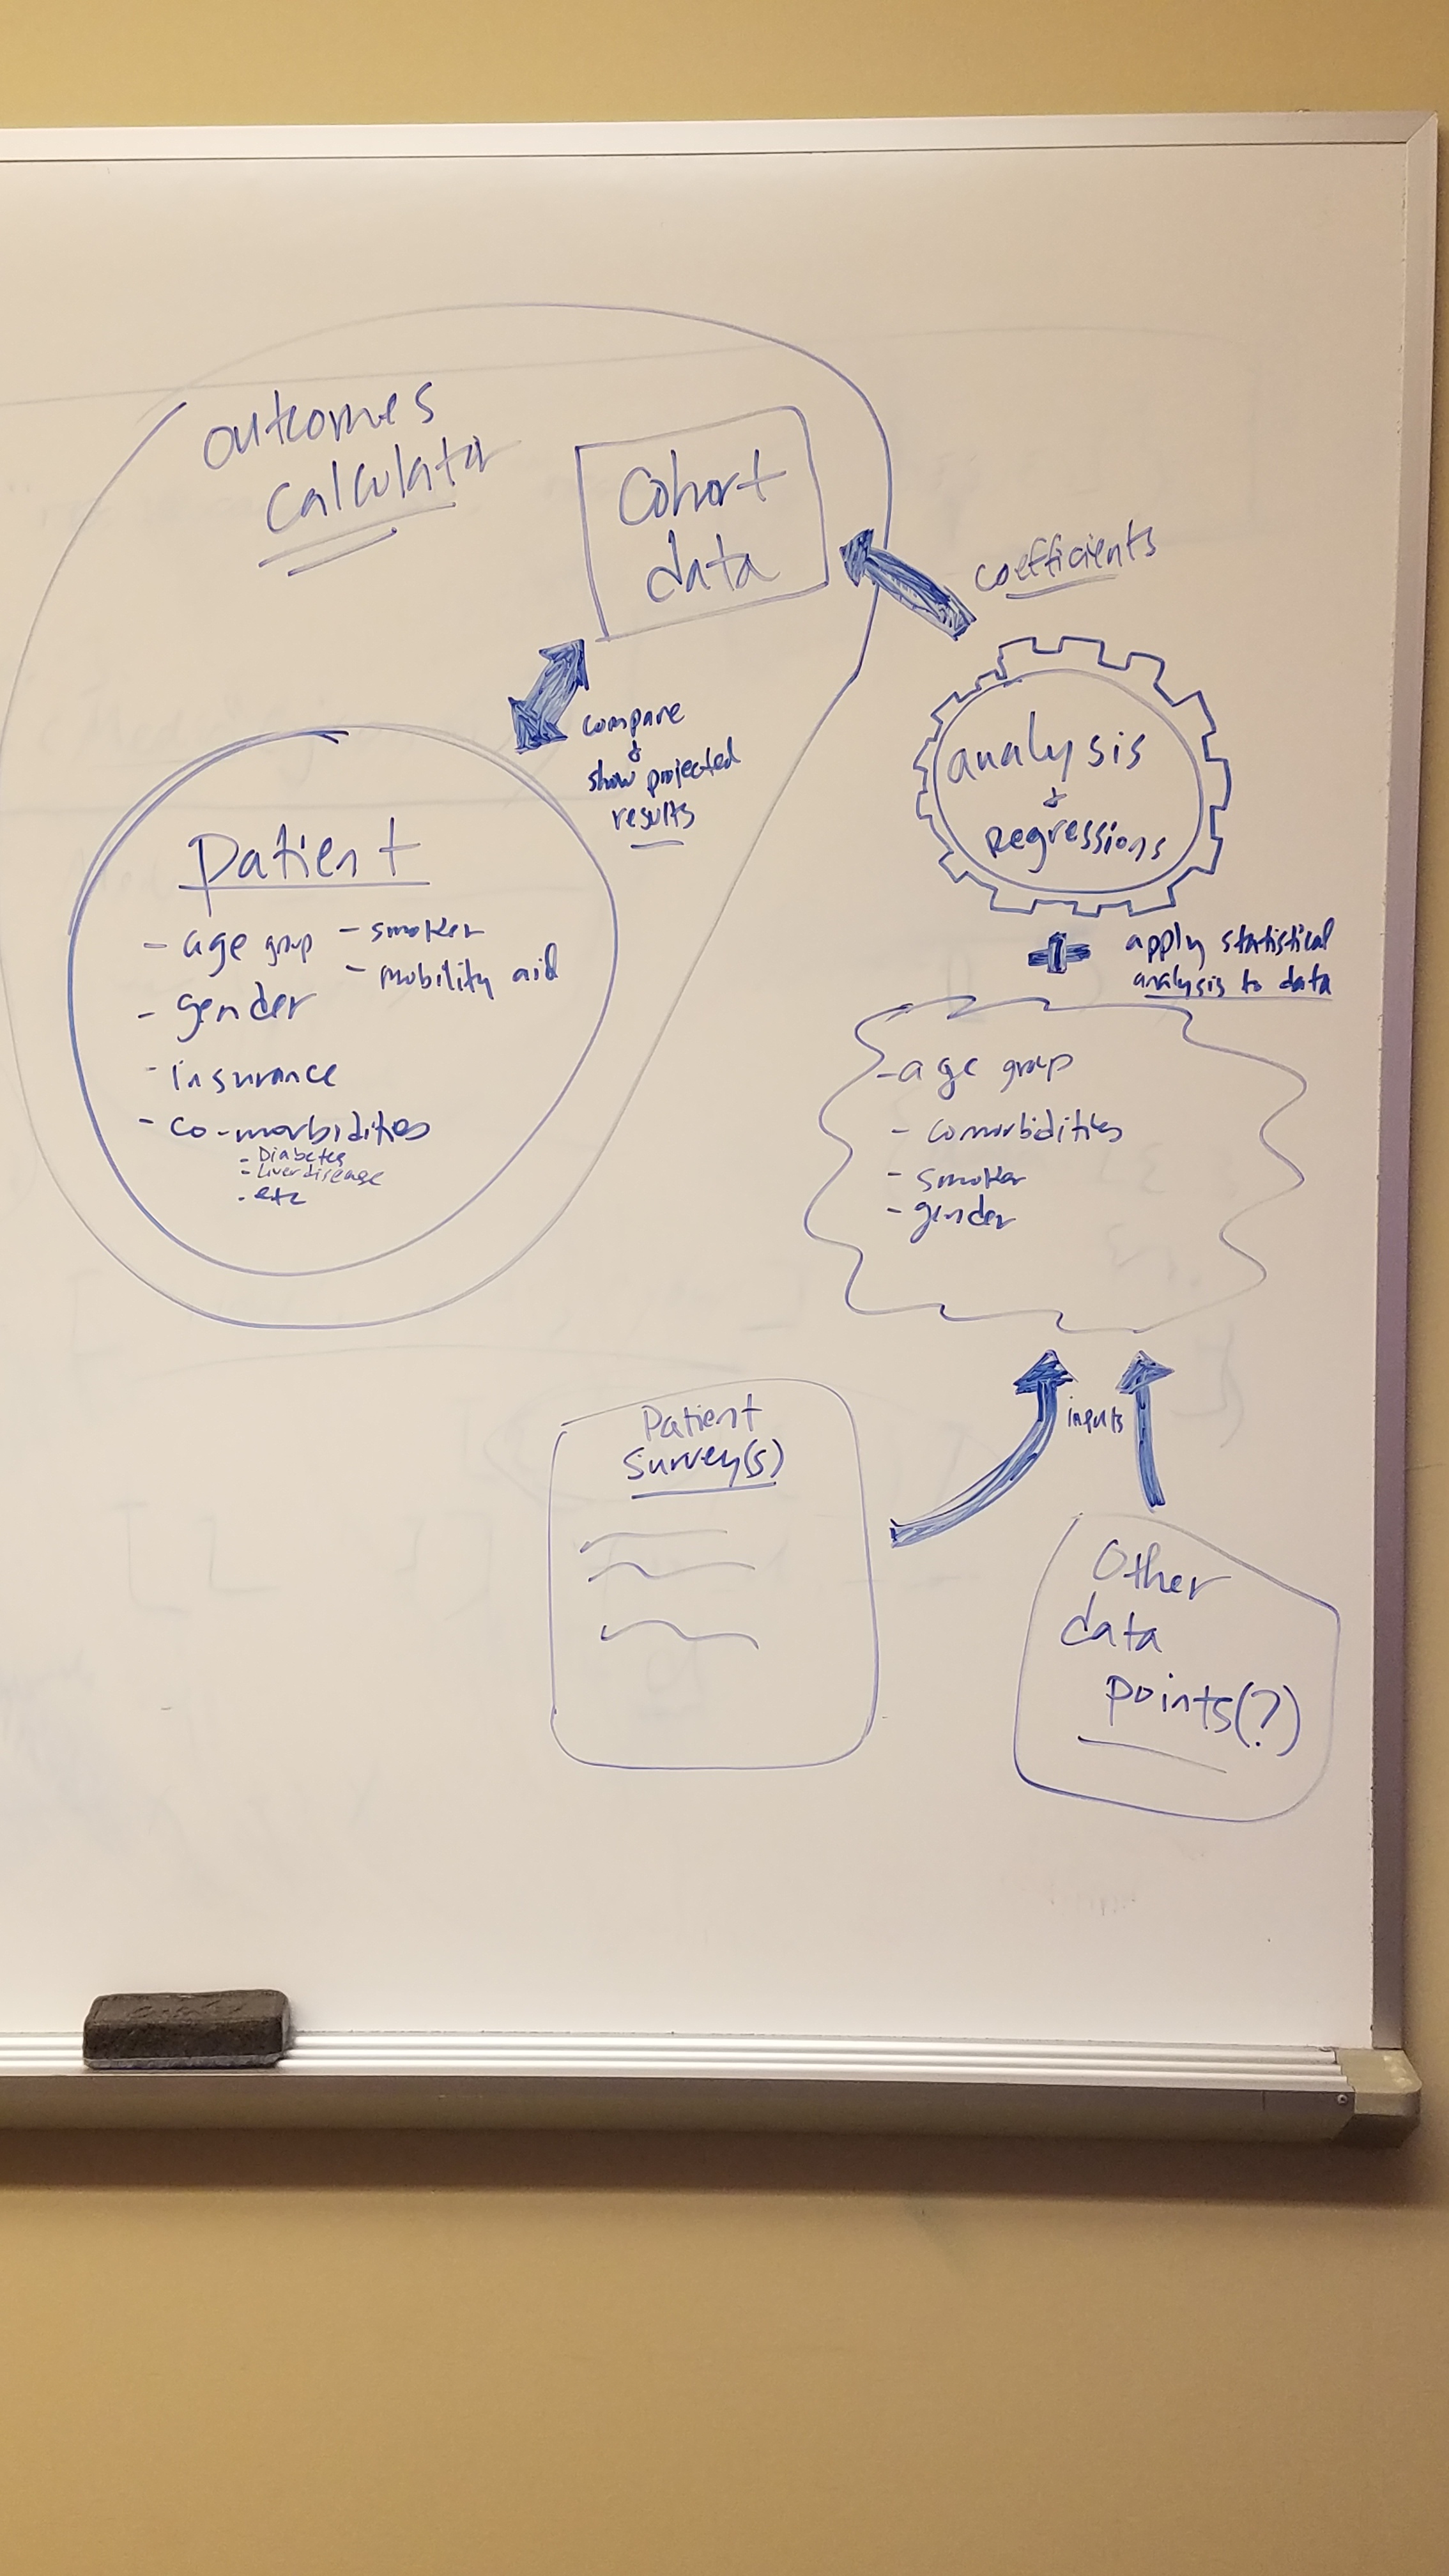 outcomes
calculator
Cohort
data
coefficients
compare
&
show projected
results
analysis
&
Regressions
Patient
- age group - smoker
- mobility aid
- gender
- insurance
- co-morbidities
- Diabetes
- Liver disease
- etc
apply statistical
analysis to data
- age group
- comorbidities
- smoker
- gender
inputs
Patient
Survey(s)
Other
data
points(?)